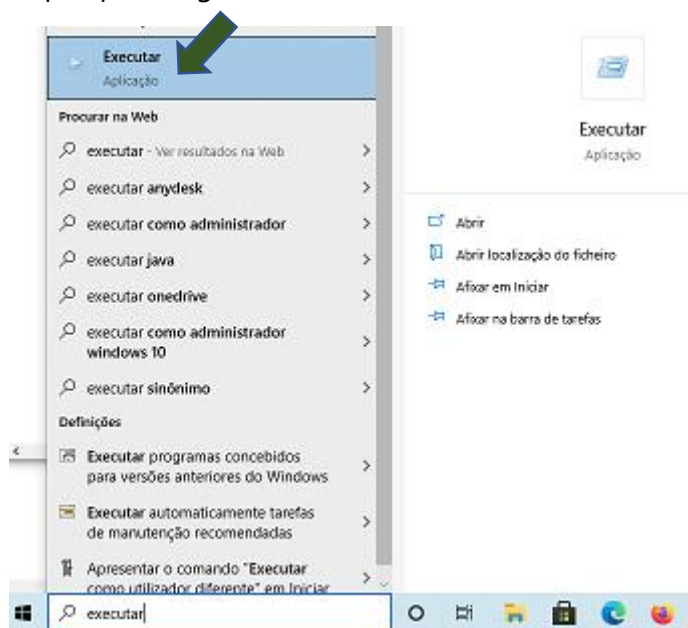 Executar
Aplicação
Procurar na Web
executar - Ver resultados na Web
executar anydesk
executar como administrador
executar java
executar onedrive
executar como administrador
windows 10
executar sinônimo
Definições
Executar programas concebidos
para versões anteriores do Windows
Executar automaticamente tarefas
de manutenção recomendadas
Apresentar o comando "Executar
como utilizador diferente" em Iniciar
executar
Executar
Aplicação
Abrir
Abrir localização do ficheiro
Afixar em Iniciar
Afixar na barra de tarefas